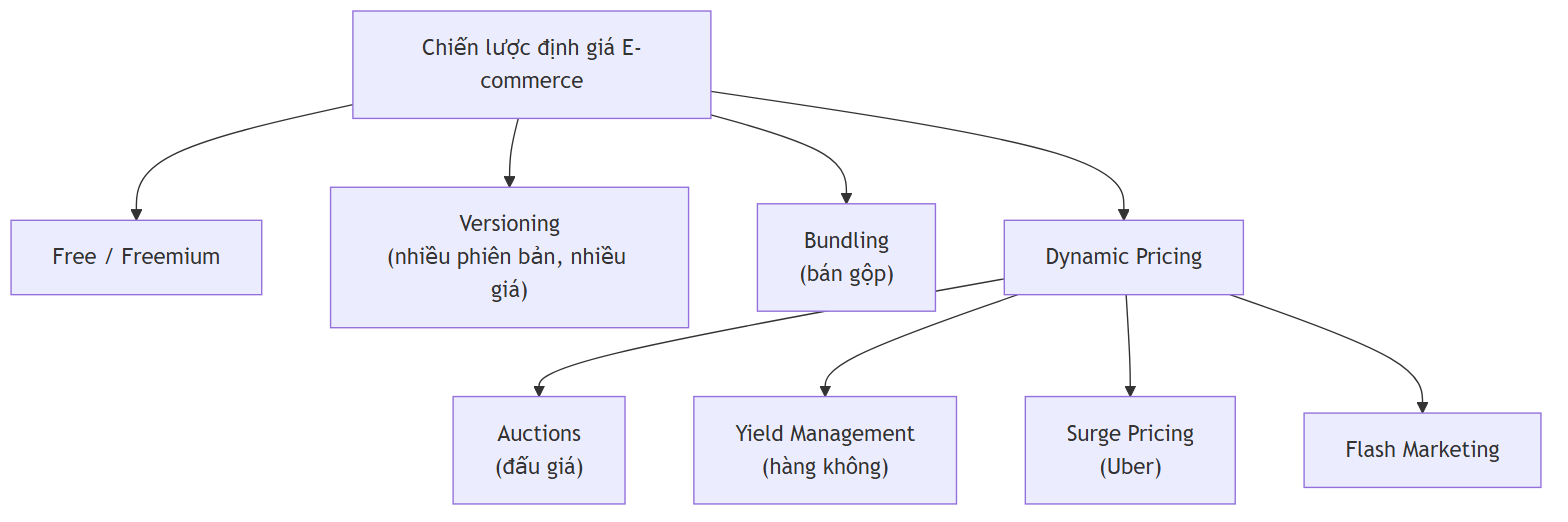 Chiến lược định giá E-
commerce
Free / Freemium
Versioning
(nhiều phiên bản, nhiều
giá)
Bundling
(bán gộp)
Dynamic Pricing
Auctions
(đấu giá)
Yield Management
(hàng không)
Surge Pricing
(Uber)
Flash Marketing